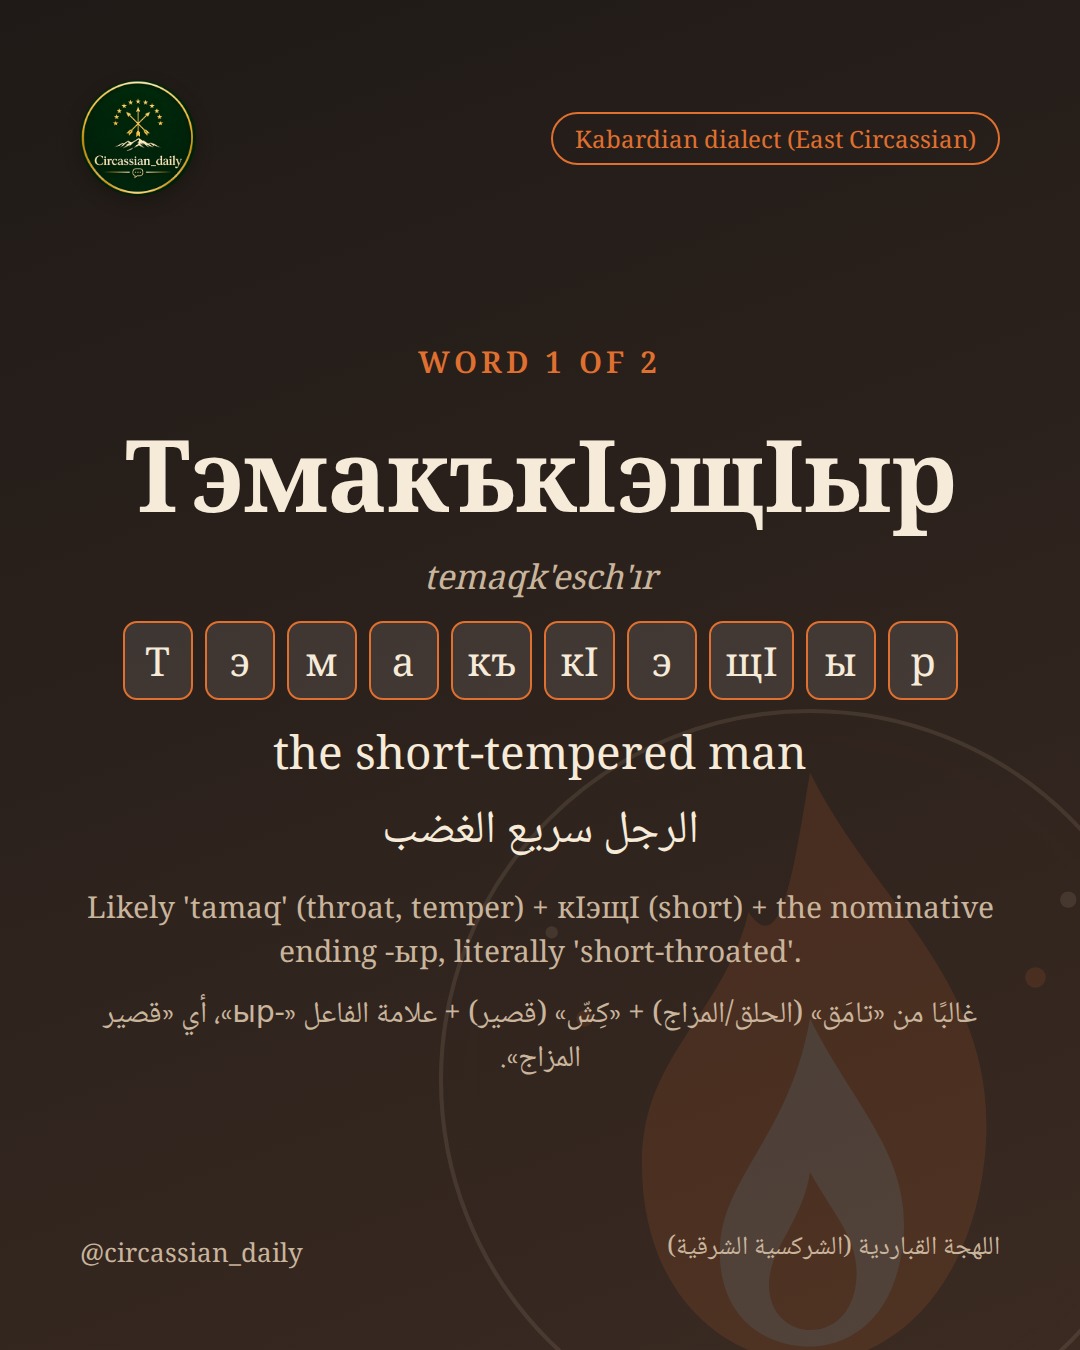 Circassian_daily
Kabardian dialect (East Circassian)
WORD 1 OF 2
ТэмакъкIэщIыр
temaqk'esch'ır
Т э м а къ кI э щI ы р
the short-tempered man
الرجل سريع الغضب
Likely 'tamaq' (throat, temper) + кIэщI (short) + the nominative
ending -ыр, literally 'short-throated'.
غالبًا من «تامَق» (الحلق/المزاج) + «كِشّ» (قصير) + علامة الفاعل «-ыр»، أي «قصير
المزاج».
@circassian_daily
اللهجة القباردية (الشركسية الشرقية)